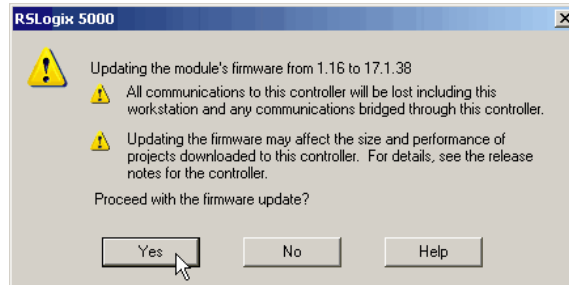 RSLogix 5000
Updating the module's firmware from 1.16 to 17.1.38
All communications to this controller will be lost including this
workstation and any communications bridged through this controller.
Updating the firmware may affect the size and performance of
projects downloaded to this controller. For details, see the release
notes for the controller.
Proceed with the firmware update?
Yes
No
Help